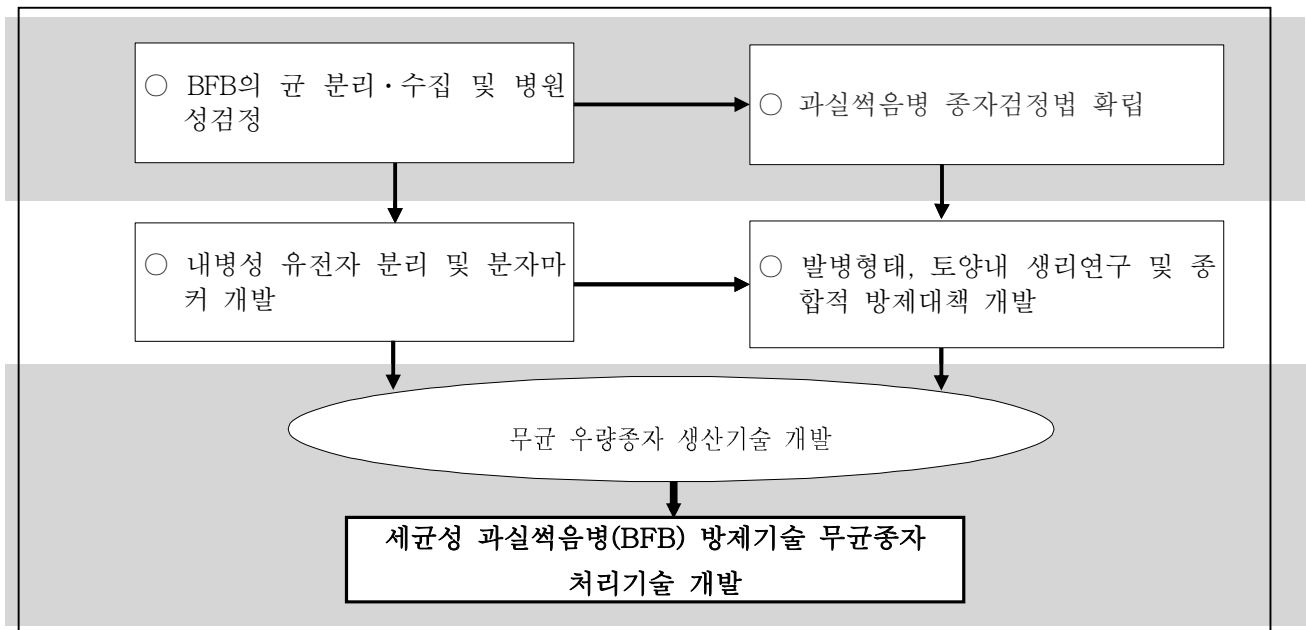 ○ BFB의 균 분리·수집 및 병원
성검정
○ 과실썩음병 종자검정법 확립
○ 내병성 유전자 분리 및 분자마
커 개발
○ 발병형태, 토양내 생리연구 및 종
합적 방제대책 개발
무균 우량종자 생산기술 개발
세균성 과실썩음병(BFB) 방제기술 무균종자
처리기술 개발